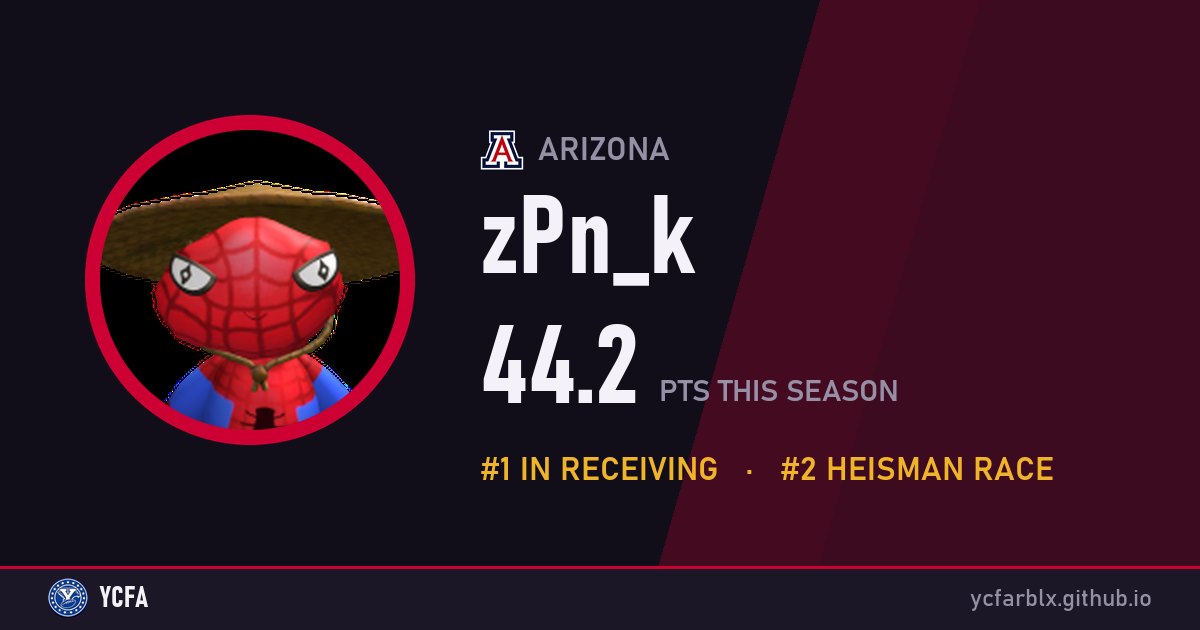 A ARIZONA
zPn_k
44.2 PTS THIS SEASON
#1 IN RECEIVING · #2 HEISMAN RACE
YCFA
ycfarblx.github.io